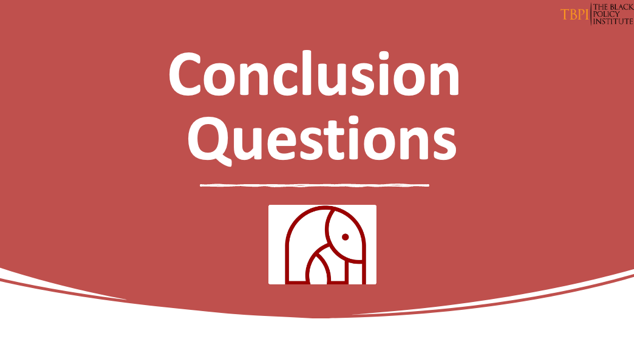 TBPI
THE BLACK
POLICY
INSTITUTE
Conclusion
Questions